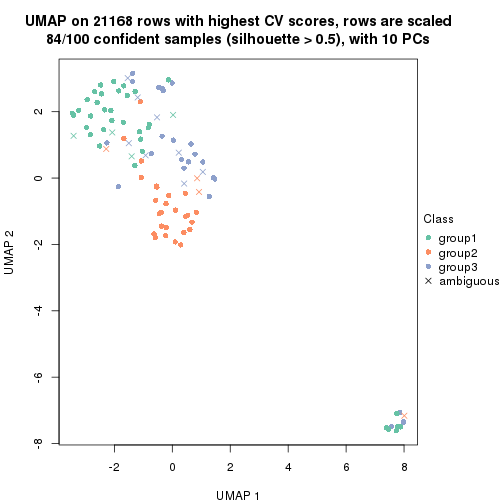 UMAP on 21168 rows with highest CV scores, rows are scaled
84/100 confident samples (silhouette > 0.5), with 10 PCs
2
0
-2
-4
-6
-8
UMAP 2
-2
0
2
4
6
8
UMAP 1
Class
group1
group2
group3
ambiguous